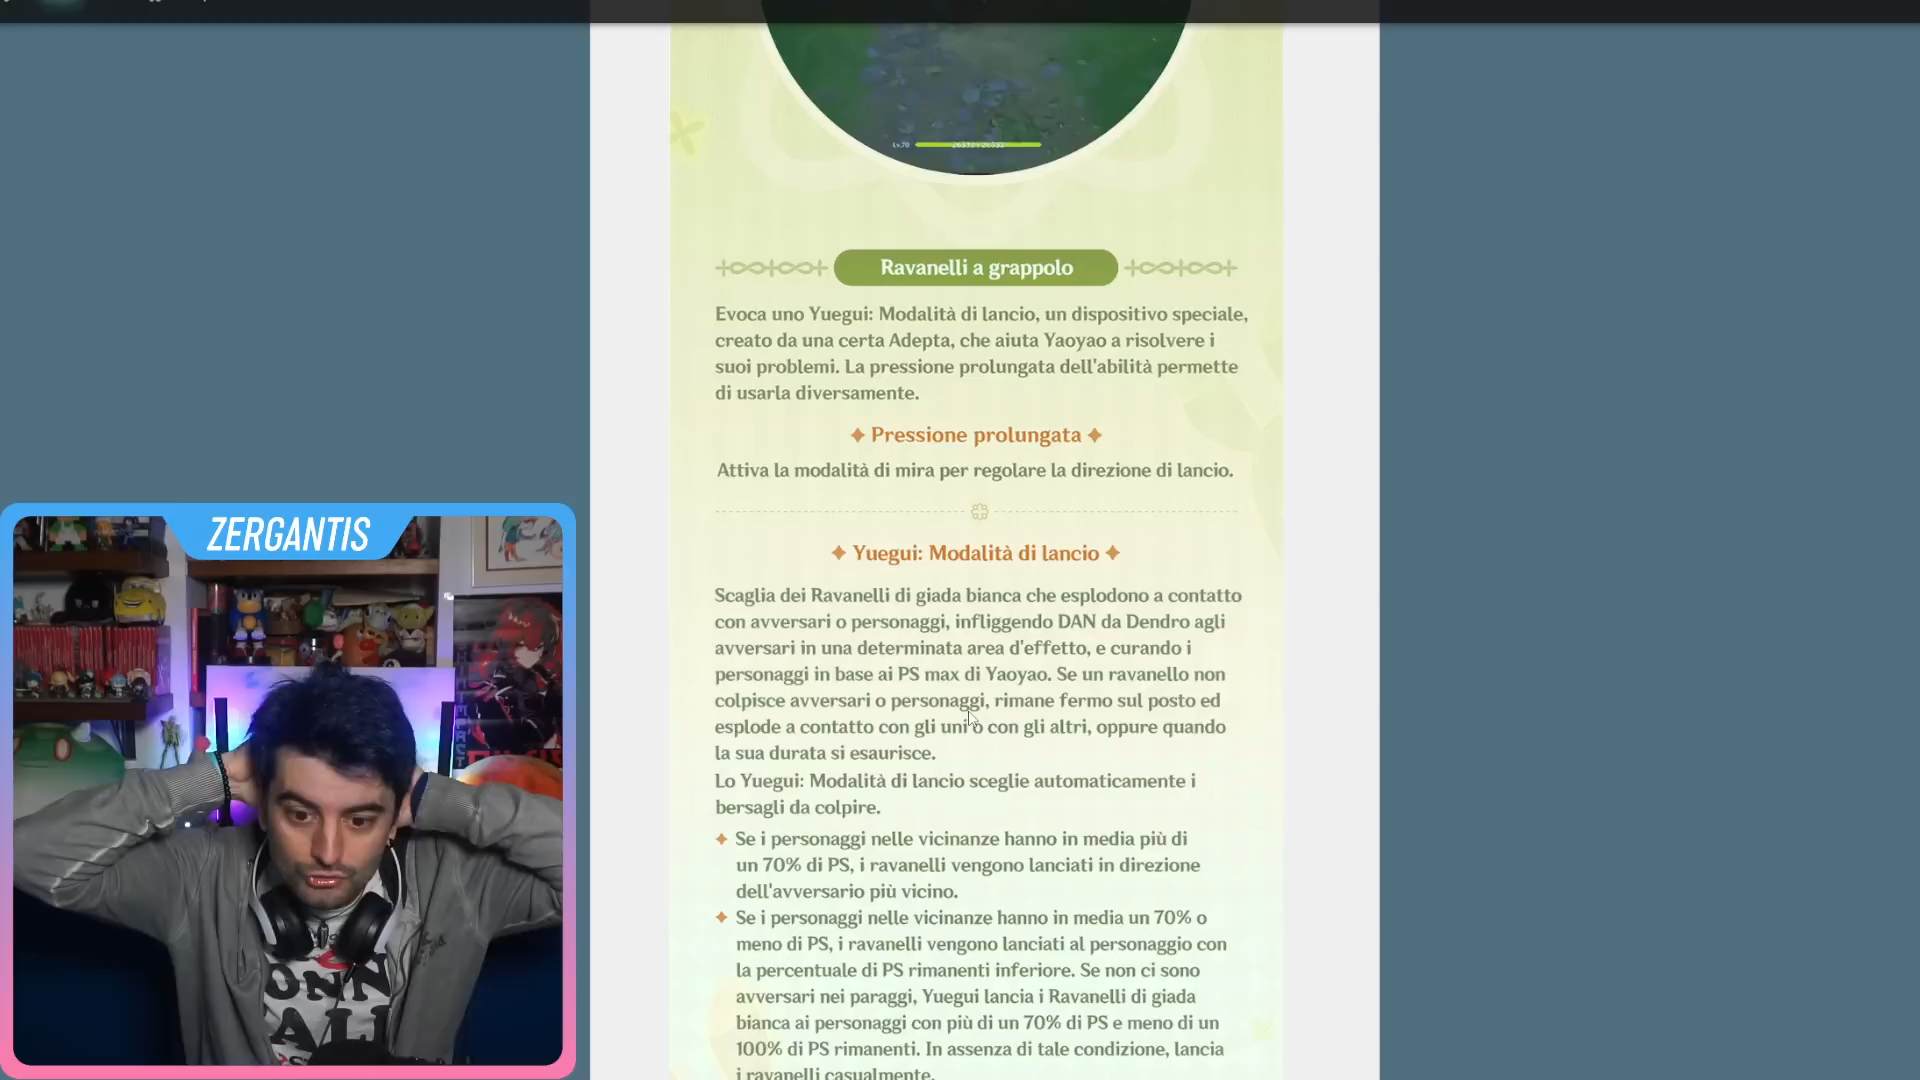 Lv.70
Ravanelli a grappolo
Evoca uno Yuegui: Modalità di lancio, un dispositivo speciale,
creato da una certa Adepta, che aiuta Yaoyao a risolvere i
suoi problemi. La pressione prolungata dell'abilità permette
di usarla diversamente.
Pressione prolungata
Attiva la modalità di mira per regolare la direzione di lancio.
Yuegui: Modalità di lancio
Scaglia dei Ravanelli di giada bianca che esplodono a contatto
con avversari o personaggi, infliggendo DAN da Dendro agli
avversari in una determinata area d'effetto, e curando i
personaggi in base ai PS max di Yaoyao. Se un ravanello non
colpisce avversari o personaggi, rimane fermo sul posto ed
esplode a contatto con gli uni o con gli altri, oppure quando
la sua durata si esaurisce.
Lo Yuegui: Modalità di lancio sceglie automaticamente i
bersagli da colpire.
Se i personaggi nelle vicinanze hanno in media più di
un 70% di PS, i ravanelli vengono lanciati in direzione
dell'avversario più vicino.
Se i personaggi nelle vicinanze hanno in media un 70% o
meno di PS, i ravanelli vengono lanciati al personaggio con
la percentuale di PS rimanenti inferiore. Se non ci sono
avversari nei paraggi, Yuegui lancia i Ravanelli di giada
bianca ai personaggi con più di un 70% di PS e meno di un
100% di PS rimanenti. In assenza di tale condizione, lancia
i ravanelli casualmente.
ZERGANTIS